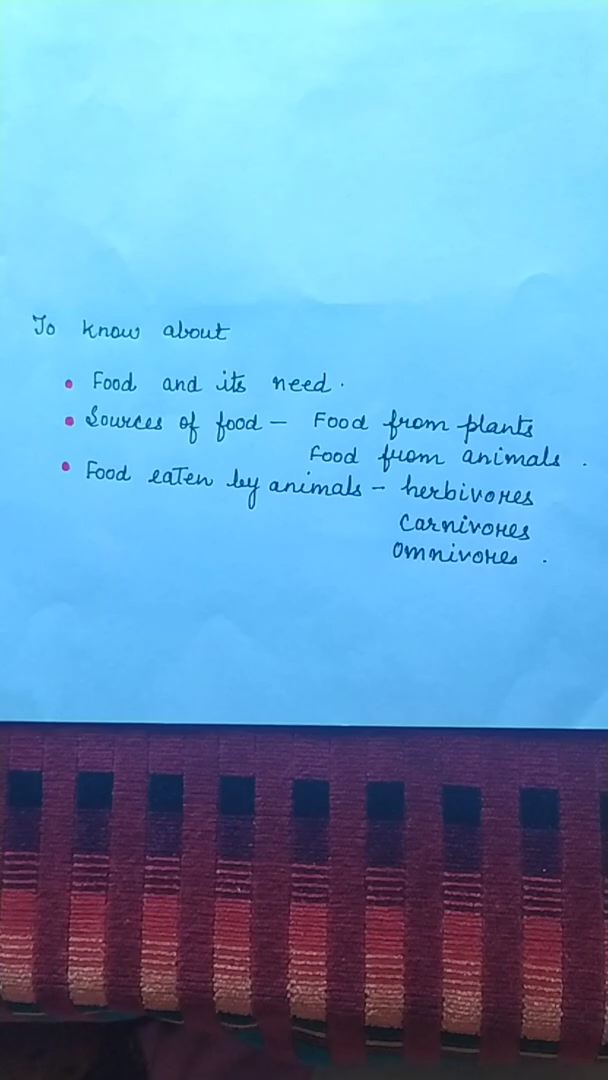 To know about
• Food and its need.
• Sources of food - Food from plants
Food from animals.
• Food eaten by animals - herbivores
Carnivores
Omnivores.